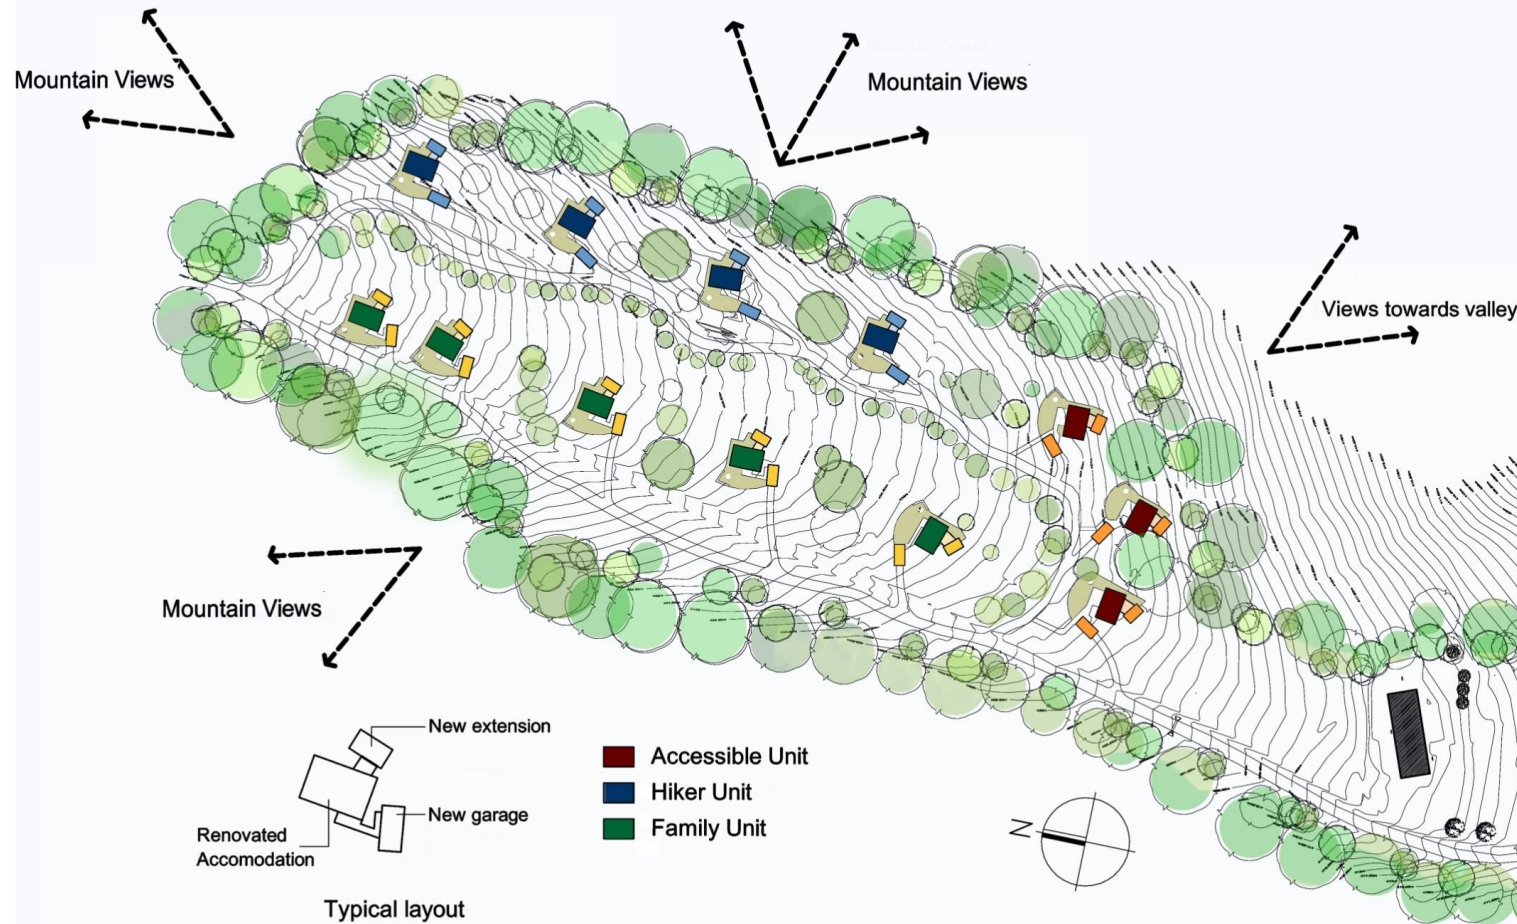 Mountain Views
Mountain Views
Views towards valley
Mountain Views
New extension
New garage
Renovated
Accomodation
Typical layout
Accessible Unit
Hiker Unit
Family Unit
N